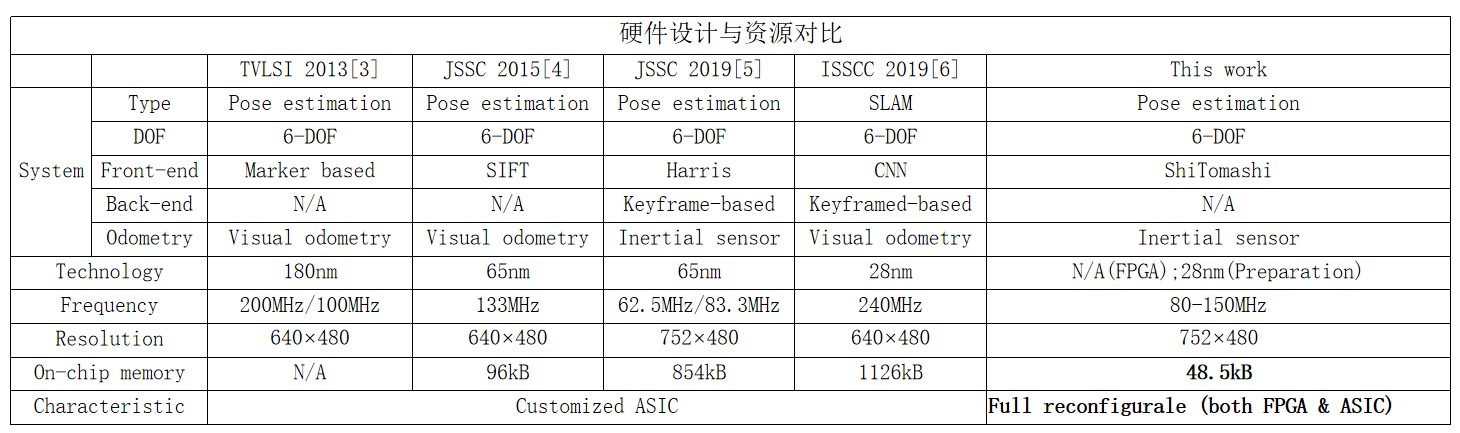 硬件设计与资源对比
TVLSI 2013[3] JSSC 2015[4] JSSC 2019[5] ISSCC 2019[6] This work
System Type Pose estimation Pose estimation Pose estimation SLAM Pose estimation
DOF 6-DOF 6-DOF 6-DOF 6-DOF 6-DOF
Front-end Marker based SIFT Harris CNN ShiTomashi
Back-end N/A N/A Keyframe-based Keyframed-based N/A
Odometry Visual odometry Visual odometry Inertial sensor Visual odometry Inertial sensor
Technology 180nm 65nm 65nm 28nm N/A(FPGA);28nm(Preparation)
Frequency 200MHz/100MHz 133MHz 62.5MHz/83.3MHz 240MHz 80-150MHz
Resolution 640×480 640×480 752×480 640×480 752×480
On-chip memory N/A 96kB 854kB 1126kB 48.5kB
Characteristic Customized ASIC Full reconfigurale (both FPGA & ASIC)